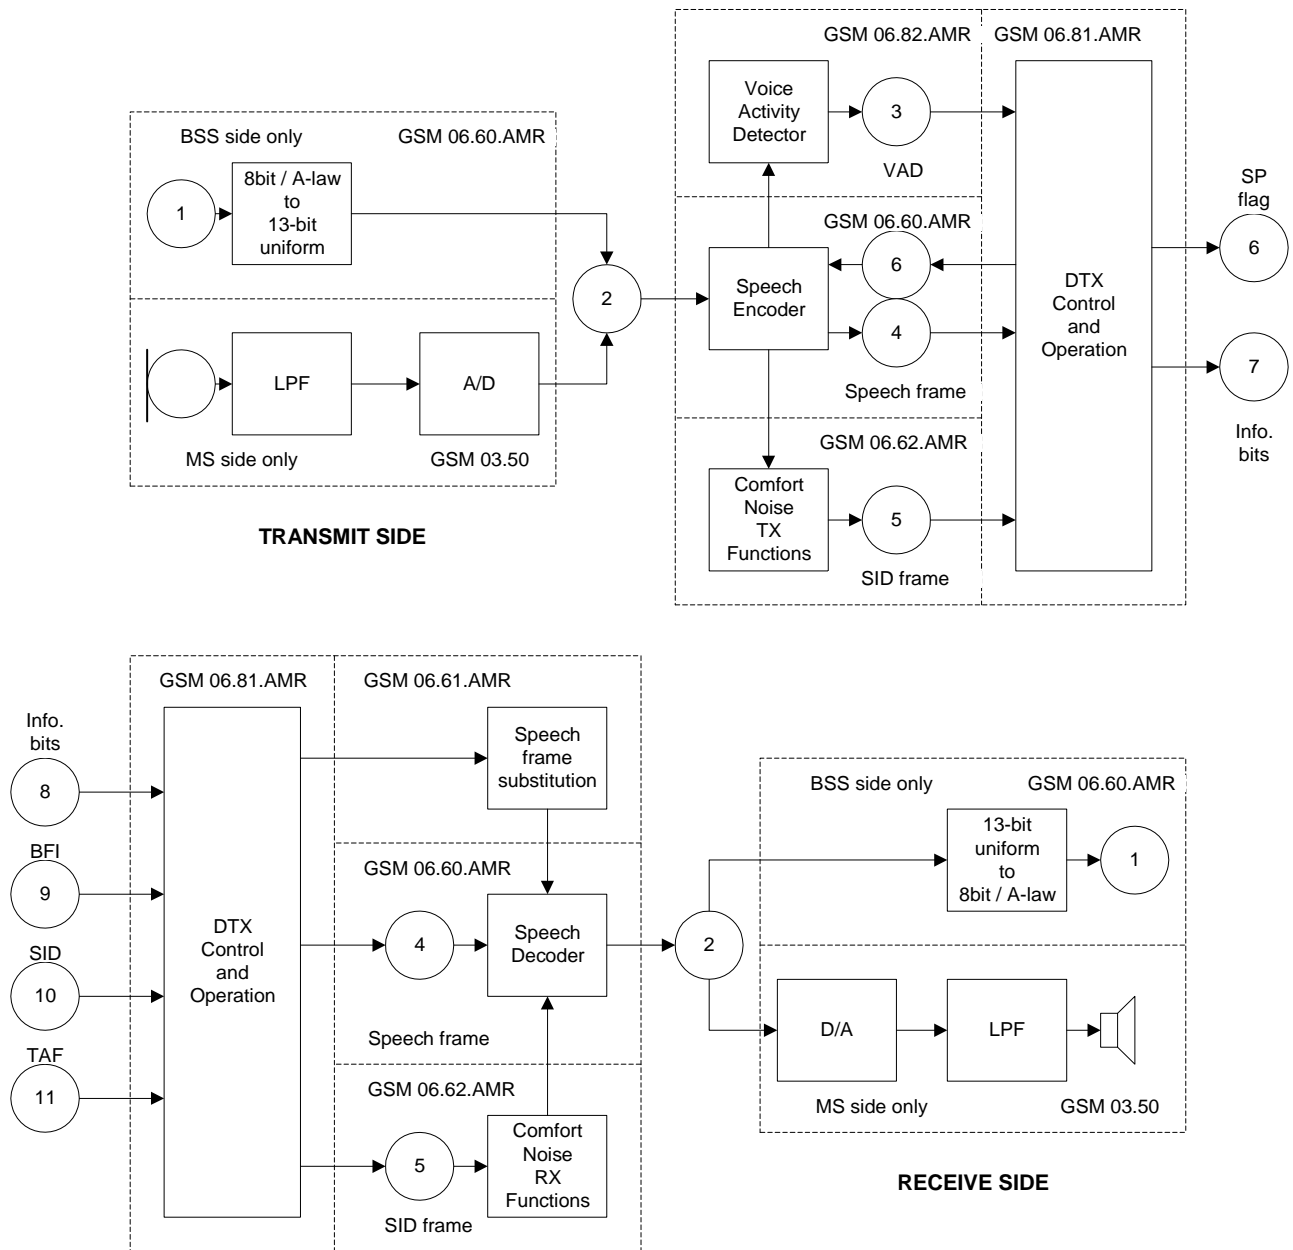 GSM 06.82.AMR
GSM 06.81.AMR
Voice
Activity
Detector
3
VAD
BSS side only
GSM 06.60.AMR
1
8bit / A-law
to
13-bit
uniform
2
LPF
A/D
MS side only
GSM 03.50
TRANSMIT SIDE
GSM 06.60.AMR
Speech
Encoder
6
4
Speech frame
GSM 06.62.AMR
Comfort
Noise
TX
Functions
5
SID frame
DTX
Control
and
Operation
SP
flag
6
7
Info.
bits
GSM 06.81.AMR
GSM 06.61.AMR
Info.
bits
8
BFI
9
SID
10
TAF
11
DTX
Control
and
Operation
Speech
frame
substitution
GSM 06.60.AMR
4
Speech
Decoder
Speech frame
GSM 06.62.AMR
5
SID frame
Comfort
Noise
RX
Functions
2
BSS side only
GSM 06.60.AMR
13-bit
uniform
to
8bit / A-law
1
D/A
LPF
MS side only
GSM 03.50
RECEIVE SIDE